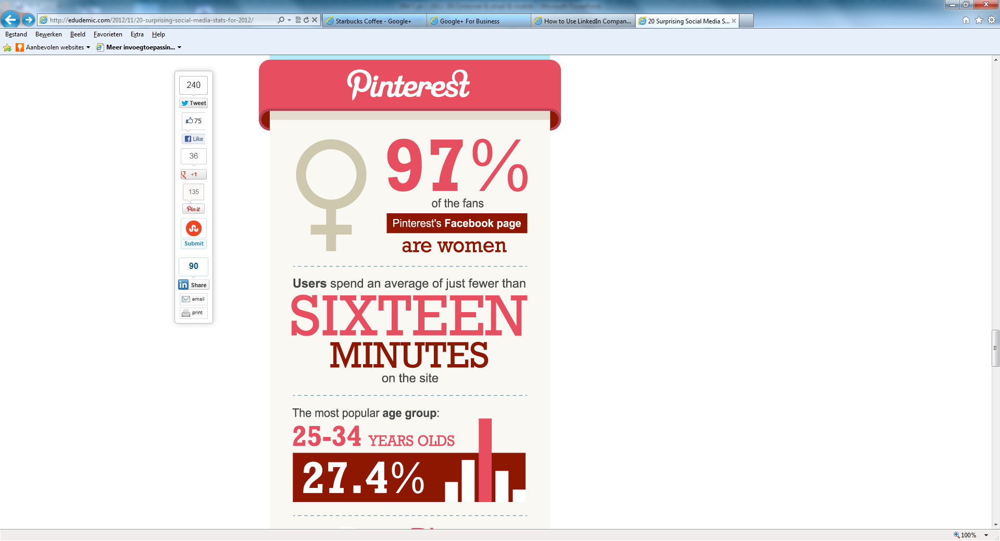 http://edudemic.com/2012/11/20-surprising-social-media-stats-for-2012/
Starbucks Coffee - Google+
Google+ For Business
How to Use LinkedIn Compan...
20 Surprising Social Media S...
Bestand Bewerken Beeld Favorieten Extra Help
Aanbevolen websites
Meer invoegtoepassin...
240
Tweet
75
Like
36
+1
135
Pin it
Submit
90
in Share
email
print
Pinterest
97%
of the fans
Pinterest's Facebook page
are women
Users spend an average of just fewer than
SIXTEEN
MINUTES
on the site
The most popular age group:
25-34 YEARS OLDS
27.4%
100%